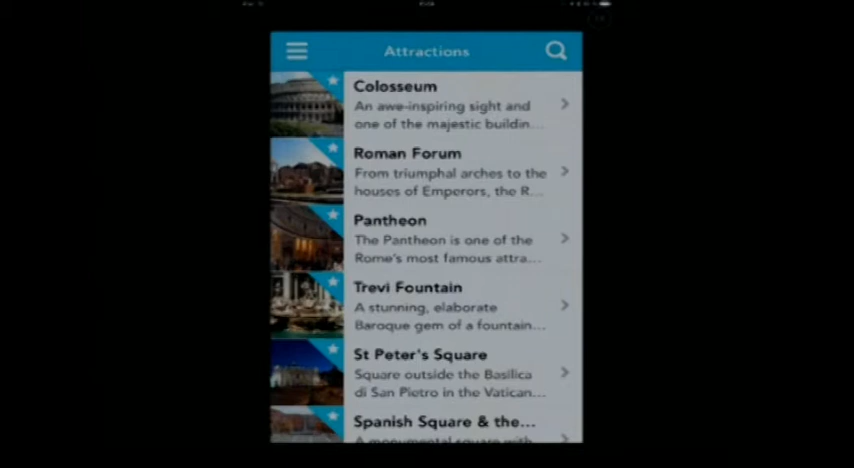 Attractions
Colosseum
An awe-inspiring sight and
one of the majestic buildin...
Roman Forum
From triumphal arches to the
houses of Emperors, the R...
Pantheon
The Pantheon is one of the
Rome's most famous attra...
Trevi Fountain
A stunning, elaborate
Baroque gem of a fountain...
St Peter's Square
Square outside the Basilica
di San Pietro in the Vatican...
Spanish Square & the...
A monumental square with